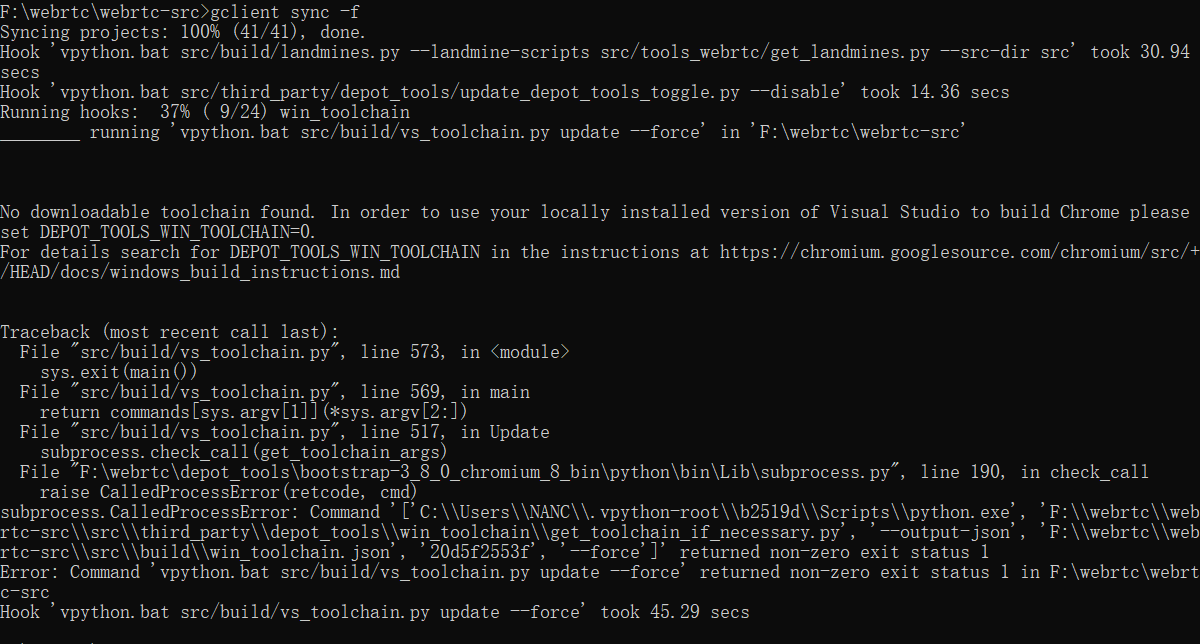 F:\webrtc\webrtc-src>gclient sync -f
Syncing projects: 100% (41/41), done.
Hook 'vpython.bat src/build/landmines.py --landmine-scripts src/tools_webrtc/get_landmines.py --src-dir src' took 30.94
secs
Hook 'vpython.bat src/third_party/depot_tools/update_depot_tools_toggle.py --disable' took 14.36 secs
Running hooks:  37% ( 9/24) win_toolchain
________ running 'vpython.bat src/build/vs_toolchain.py update --force' in 'F:\webrtc\webrtc-src'
No downloadable toolchain found. In order to use your locally installed version of Visual Studio to build Chrome please
set DEPOT_TOOLS_WIN_TOOLCHAIN=0.
For details search for DEPOT_TOOLS_WIN_TOOLCHAIN in the instructions at https://chromium.googlesource.com/chromium/src/+
/HEAD/docs/windows_build_instructions.md
Traceback (most recent call last):
  File "src/build/vs_toolchain.py", line 573, in <module>
    sys.exit(main())
  File "src/build/vs_toolchain.py", line 569, in main
    return commands[sys.argv[1]](*sys.argv[2:])
  File "src/build/vs_toolchain.py", line 517, in Update
    subprocess.check_call(get_toolchain_args)
  File "F:\webrtc\depot_tools\bootstrap-3_8_0_chromium_8_bin\python\bin\Lib\subprocess.py", line 190, in check_call
    raise CalledProcessError(retcode, cmd)
subprocess.CalledProcessError: Command '['C:\\Users\\NANC\\.vpython-root\\b2519d\\Scripts\\python.exe', 'F:\\webrtc\\web
rtc-src\\src\\third_party\\depot_tools\\win_toolchain\\get_toolchain_if_necessary.py', '--output-json', 'F:\\webrtc\\web
rtc-src\\src\\build\\win_toolchain.json', '20d5f2553f', '--force']' returned non-zero exit status 1
Error: Command 'vpython.bat src/build/vs_toolchain.py update --force' returned non-zero exit status 1 in F:\webrtc\webrt
c-src
Hook 'vpython.bat src/build/vs_toolchain.py update --force' took 45.29 secs